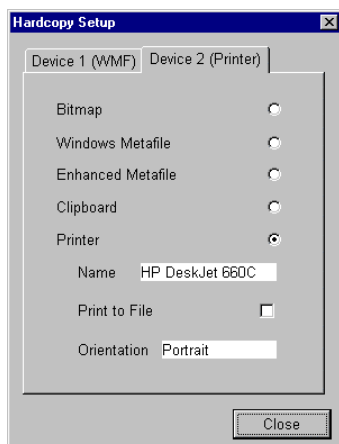 Hardcopy Setup
Device 1 (WMF) Device 2 (Printer)
Bitmap
Windows Metafile
Enhanced Metafile
Clipboard
Printer
Name HP DeskJet 660C
Print to File
Orientation Portrait
Close